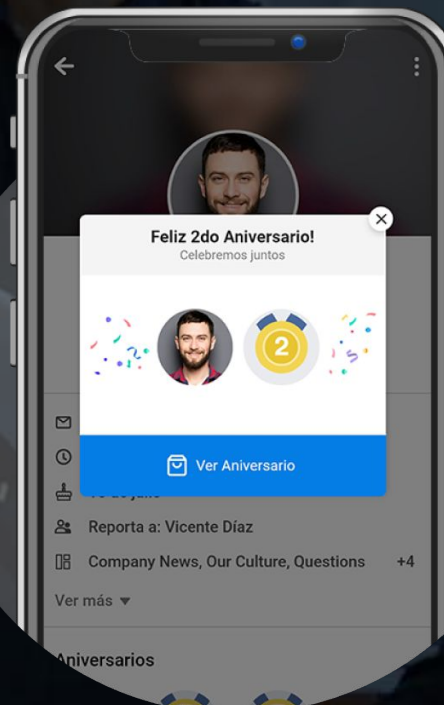 Feliz 2do Aniversario!
Celebremos juntos
2
Ver Aniversario
Reporta a: Vicente Díaz
Company News, Our Culture, Questions +4
Ver más
Aniversarios